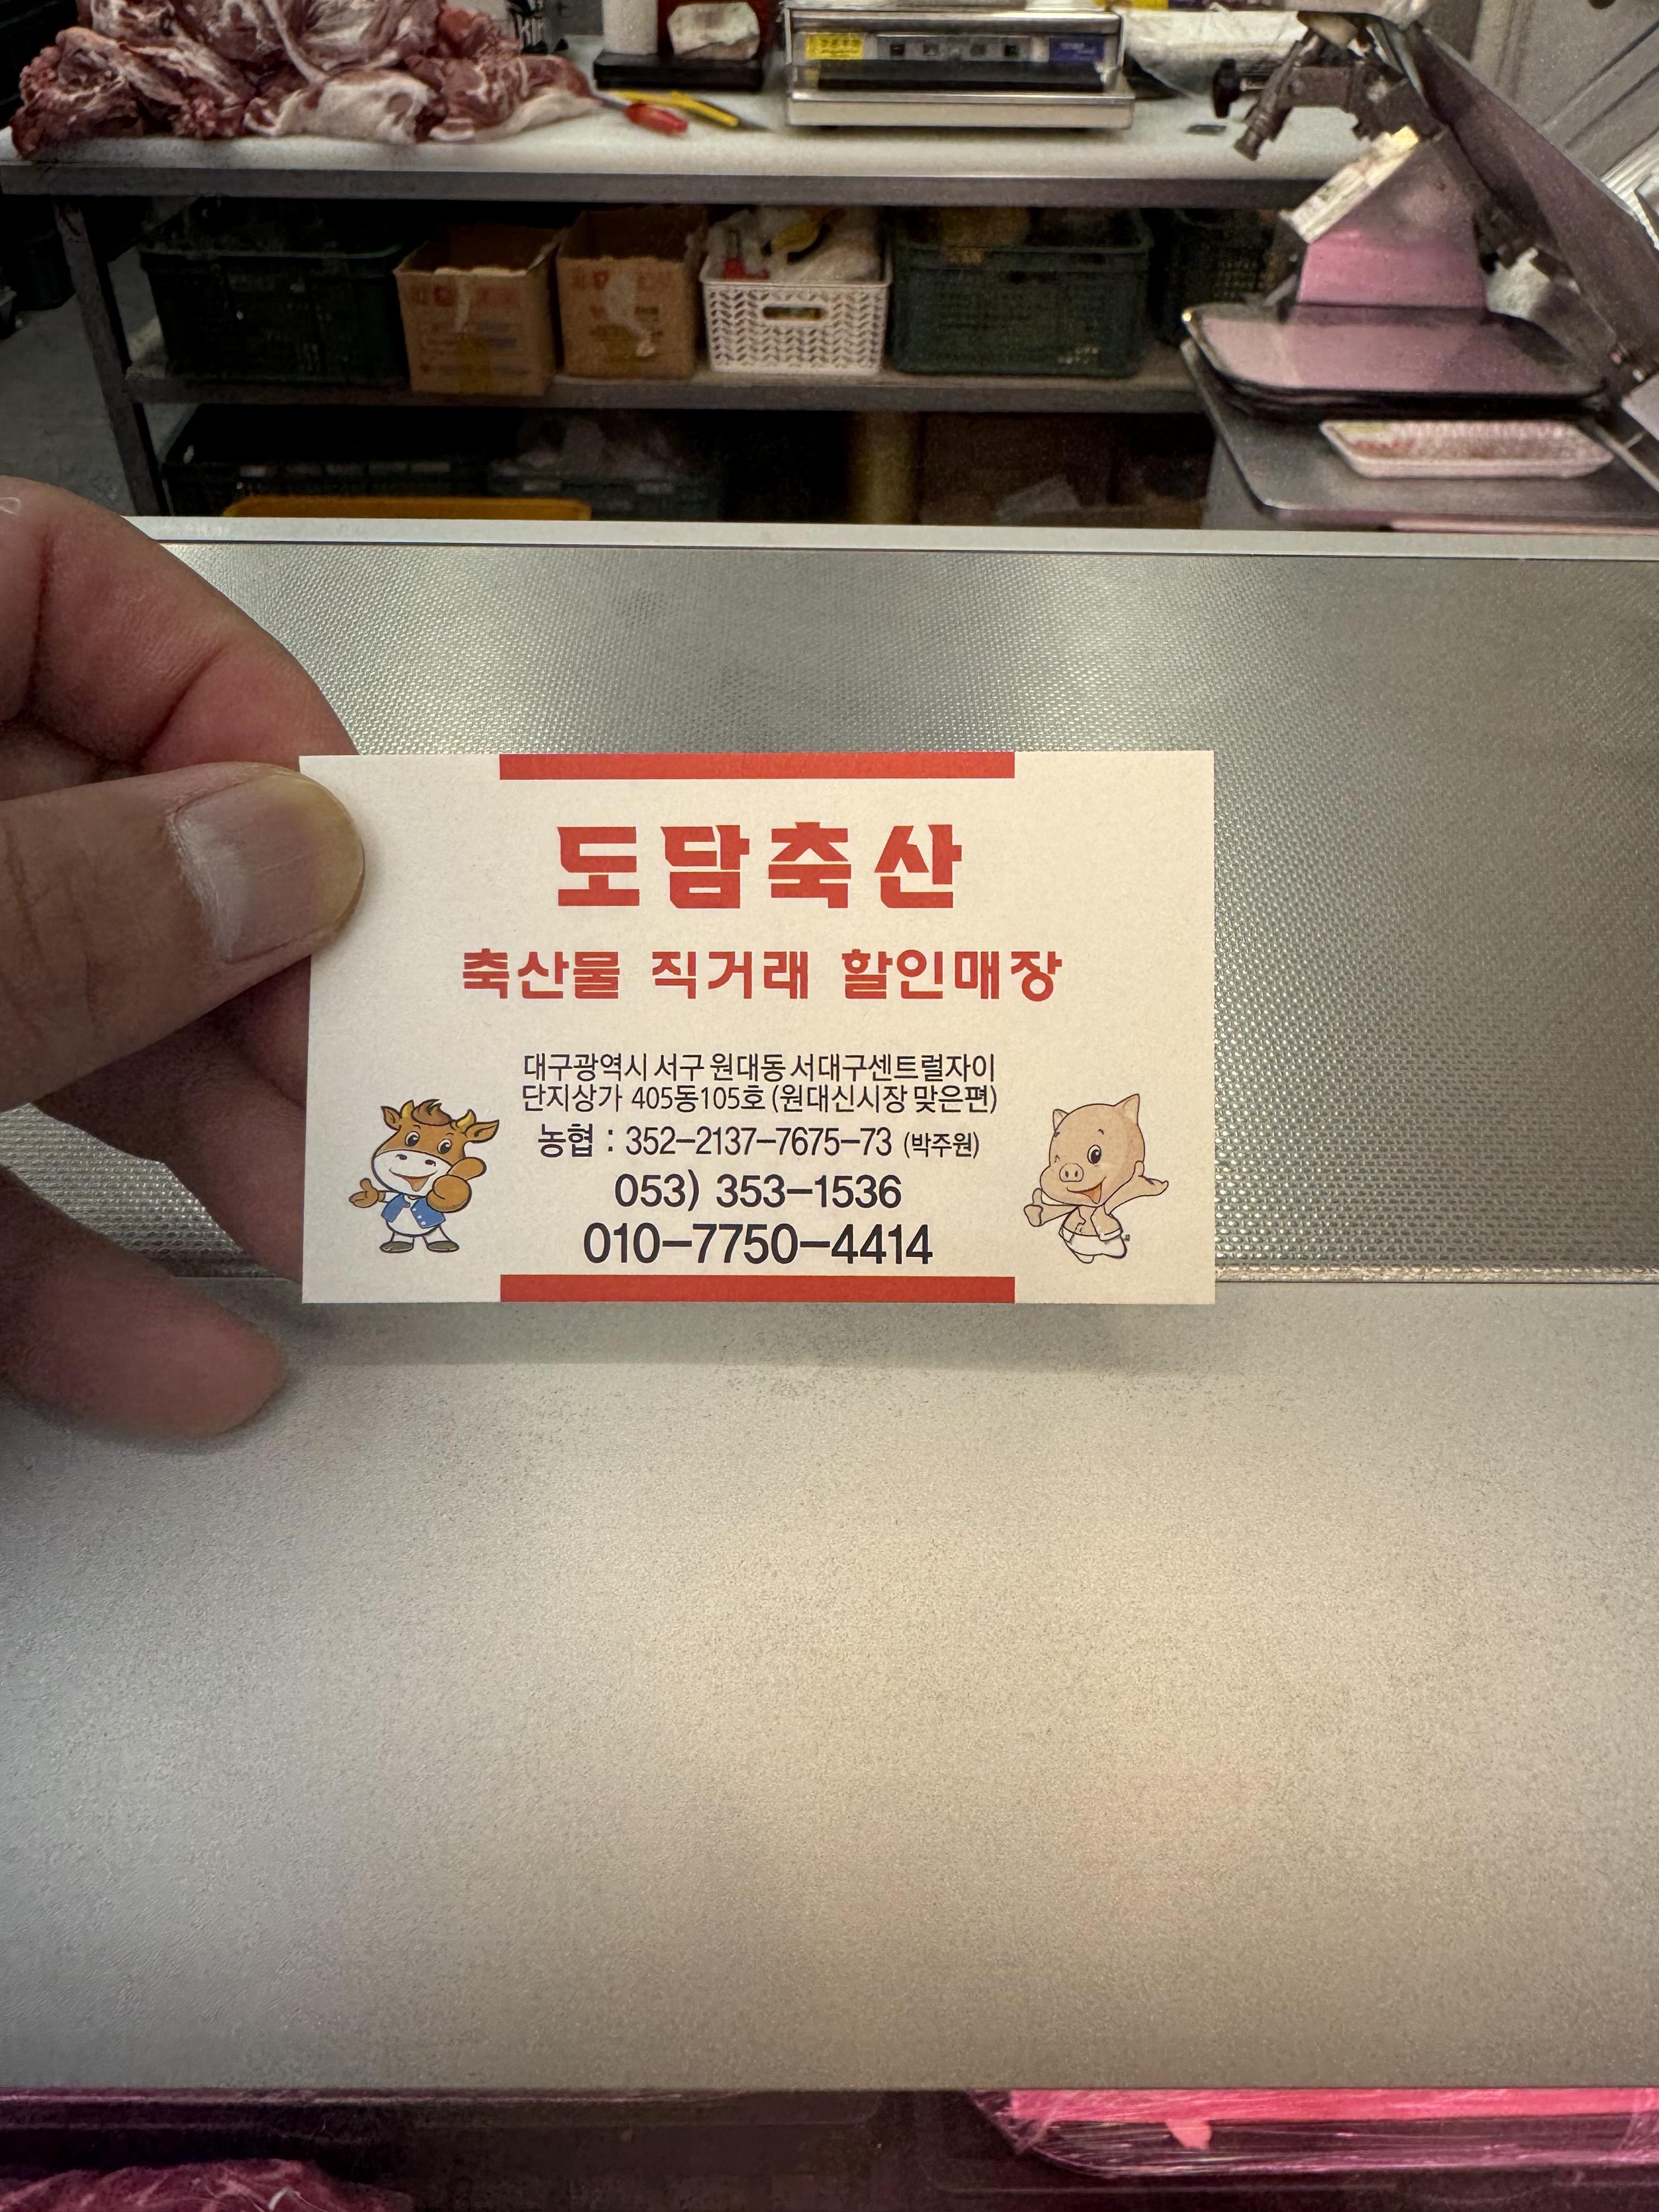 도담축산
축산물 직거래 할인매장
대구광역시 서구 원대동 서대구센트럴자이
단지상가 405동105호 (원대신시장 맞은편)
농협 : 352-2137-7675-73 (박주원)
053) 353-1536
010-7750-4414